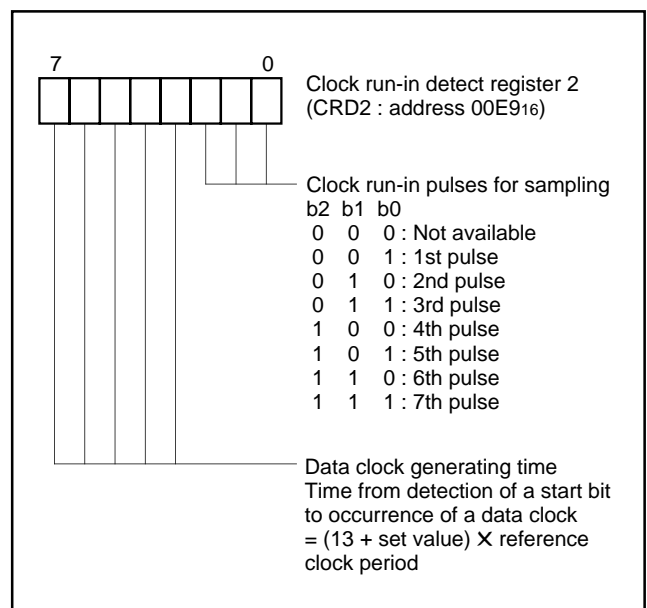 7 0
Clock run-in detect register 2
(CRD2 : address 00E916)
Clock run-in pulses for sampling
b2 b1 b0
0 0 0 : Not available
0 0 1 : 1st pulse
0 1 0 : 2nd pulse
0 1 1 : 3rd pulse
1 0 0 : 4th pulse
1 0 1 : 5th pulse
1 1 0 : 6th pulse
1 1 1 : 7th pulse
Data clock generating time
Time from detection of a start bit
to occurrence of a data clock
= (13 + set value) ✕ reference
clock period